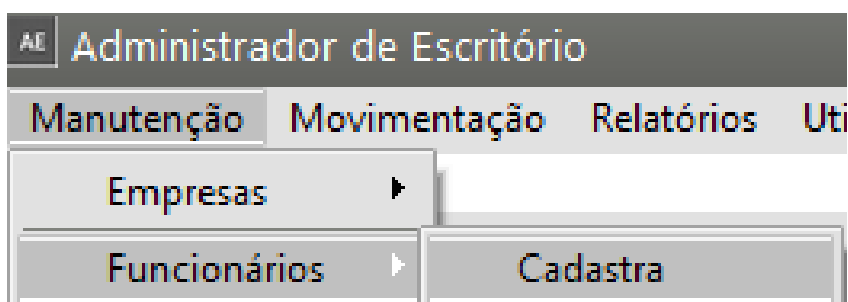 AE Administrador de Escritório
Manutenção Movimentação Relatórios
Empresas
Funcionários Cadastra